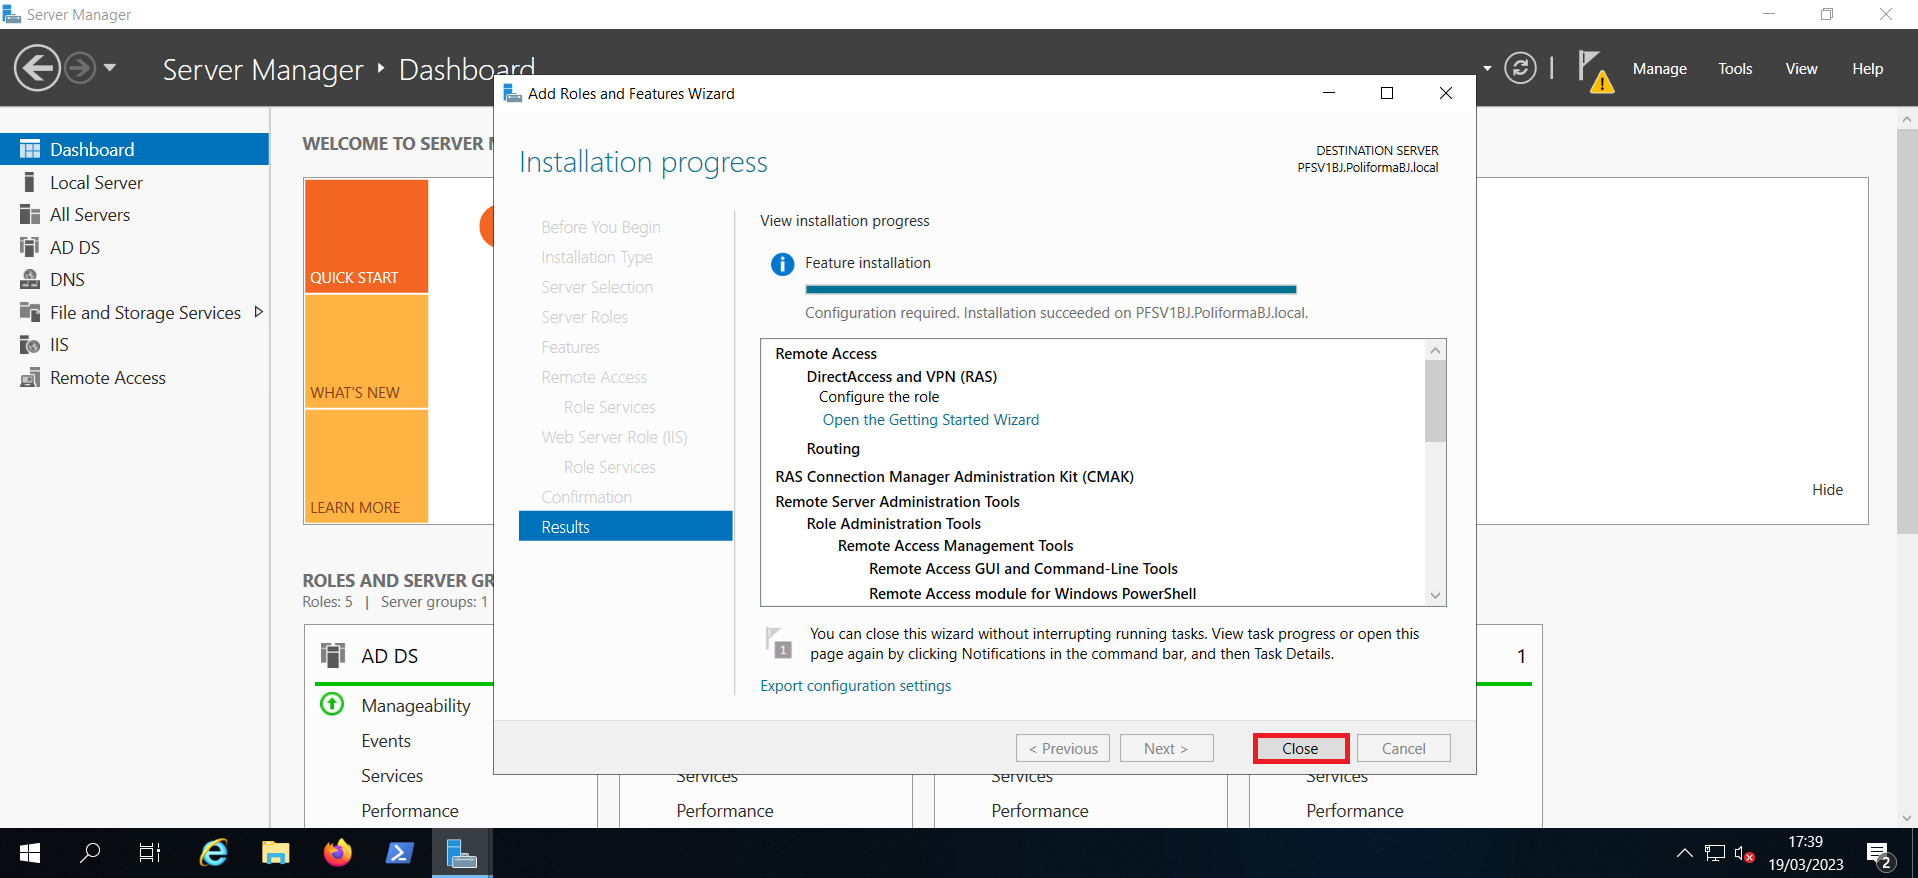 Server Manager
Server Manager ‣ Dashboard
Manage
Tools
View
Help
Dashboard
Local Server
All Servers
AD DS
DNS
File and Storage Services
IIS
Remote Access
WELCOME TO SERVER
QUICK START
WHAT'S NEW
LEARN MORE
Hide
ROLES AND SERVER GR
Roles: 5 | Server groups: 1
AD DS
Manageability
Events
Services
Performance
Services
Performance
Services
Performance
1
Services
Performance
Add Roles and Features Wizard
Installation progress
DESTINATION SERVER
PFSV1BJ.PoliformaBJ.local
Before You Begin
Installation Type
Server Selection
Server Roles
Features
Remote Access
Role Services
Web Server Role (IIS)
Role Services
Confirmation
Results
View installation progress
Feature installation
Configuration required. Installation succeeded on PFSV1BJ.PoliformaBJ.local.
Remote Access
DirectAccess and VPN (RAS)
Configure the role
Open the Getting Started Wizard
Routing
RAS Connection Manager Administration Kit (CMAK)
Remote Server Administration Tools
Role Administration Tools
Remote Access Management Tools
Remote Access GUI and Command-Line Tools
Remote Access module for Windows PowerShell
1
You can close this wizard without interrupting running tasks. View task progress or open this
page again by clicking Notifications in the command bar, and then Task Details.
Export configuration settings
< Previous
Next >
Close
Cancel
17:39
19/03/2023
2